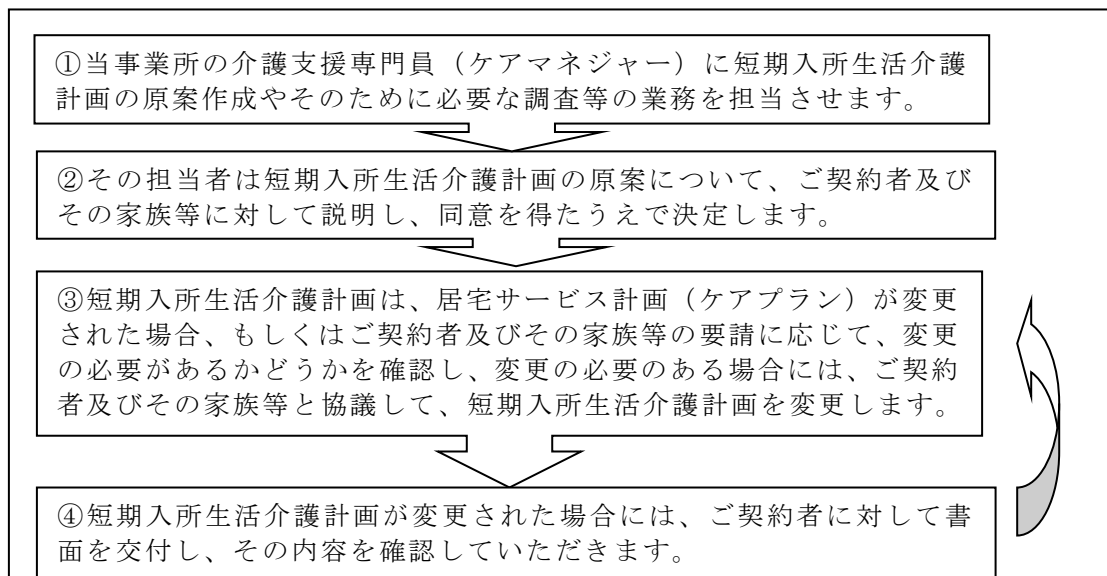 ①当事業所の介護支援専門員（ケアマネジャー）に短期入所生活介護
計画の原案作成やそのために必要な調査等の業務を担当させます。
②その担当者は短期入所生活介護計画の原案について、ご契約者及び
その家族等に対して説明し、同意を得たうえで決定します。
③短期入所生活介護計画は、居宅サービス計画（ケアプラン）が変更
された場合、もしくはご契約者及びその家族等の要請に応じて、変更
の必要があるかどうかを確認し、変更の必要のある場合には、ご契約
者及びその家族等と協議して、短期入所生活介護計画を変更します。
④短期入所生活介護計画が変更された場合には、ご契約者に対して書
面を交付し、その内容を確認していただきます。